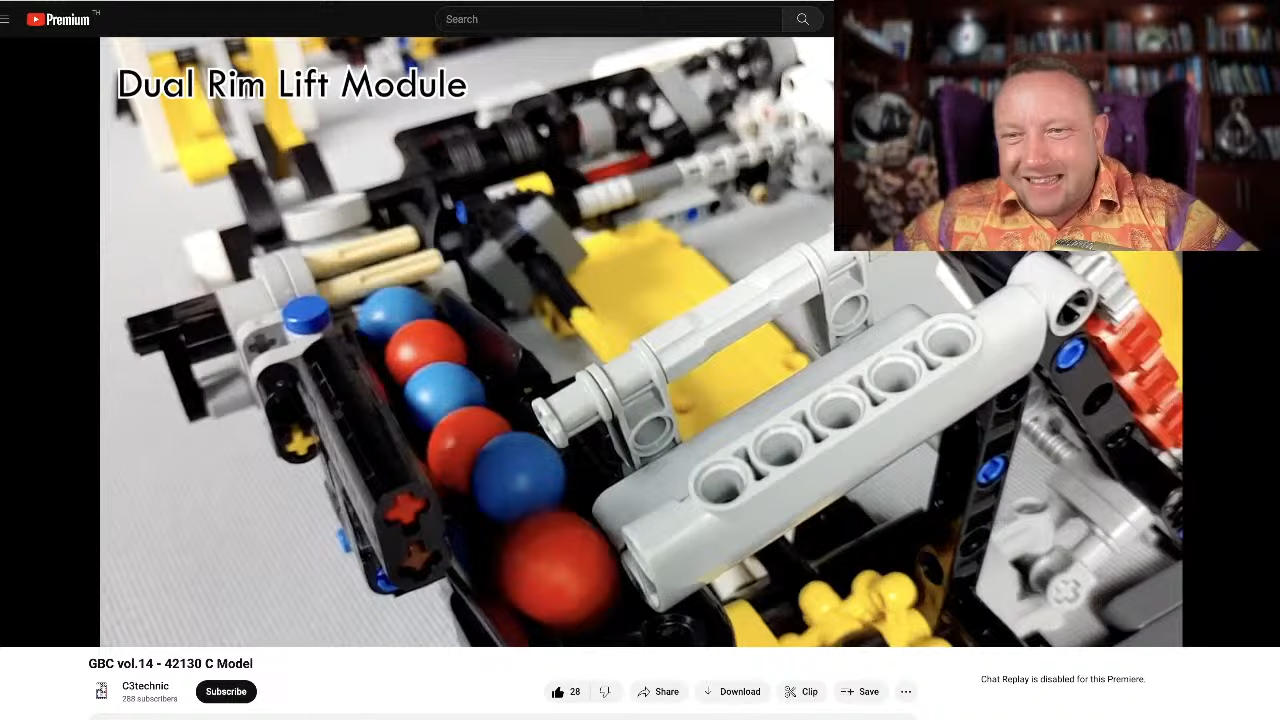 Premium TH
Search
Dual Rim Lift Module
GBC vol.14 - 42130 C Model
C3technic
288 subscribers
Subscribe
28
Share
Download
Clip
Save
Chat Replay is disabled for this Premiere.